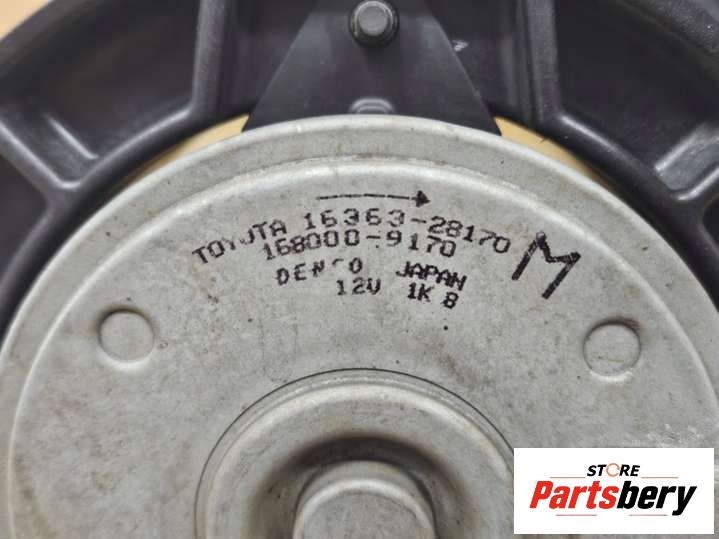 TOYOTA 16363-28170
168000-9170
DENSO JAPAN
12V 1K 8
M
STORE
Partsbery